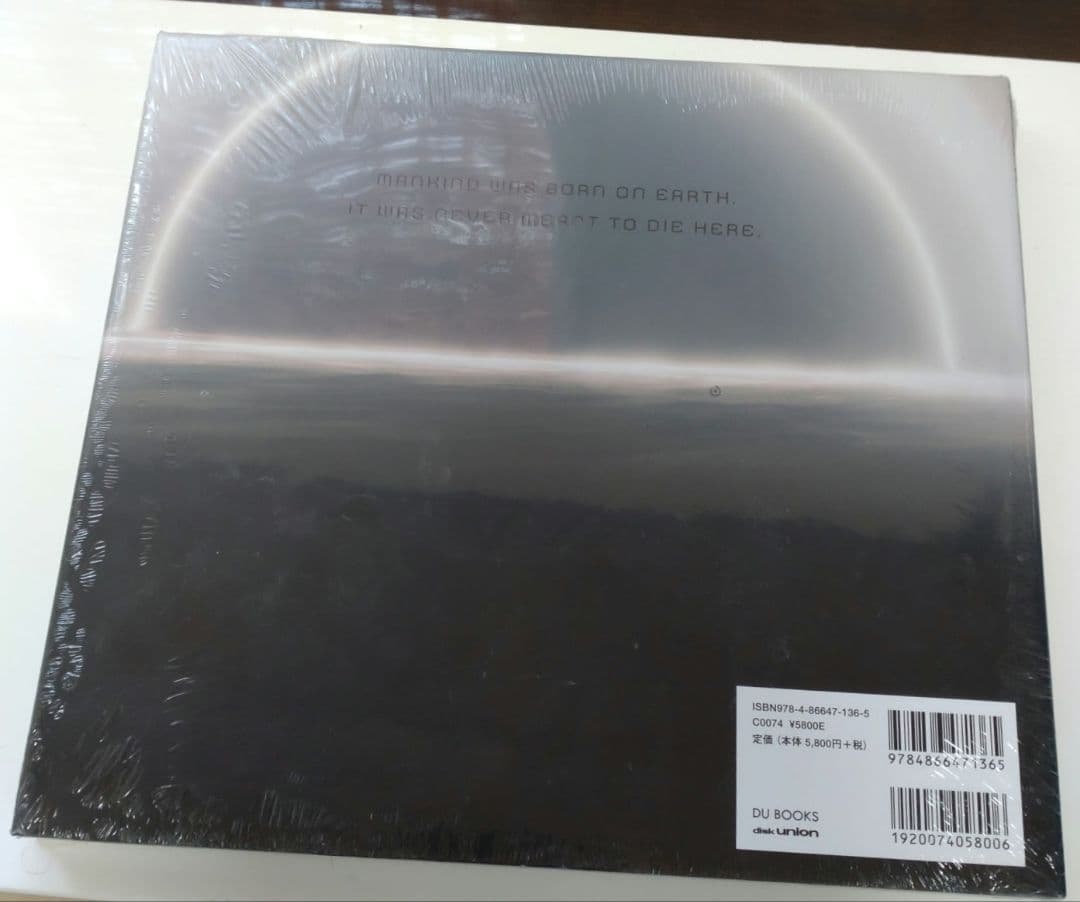 MANKIND WAS BORN ON EARTH.
IT WAS NEVER MEANT TO DIE HERE.
ISBN978-4-86647-136-5
C0074 ¥5800E
定価（本体 5,800円＋税）
9784866471365
DU BOOKS
disk union
1920074058006